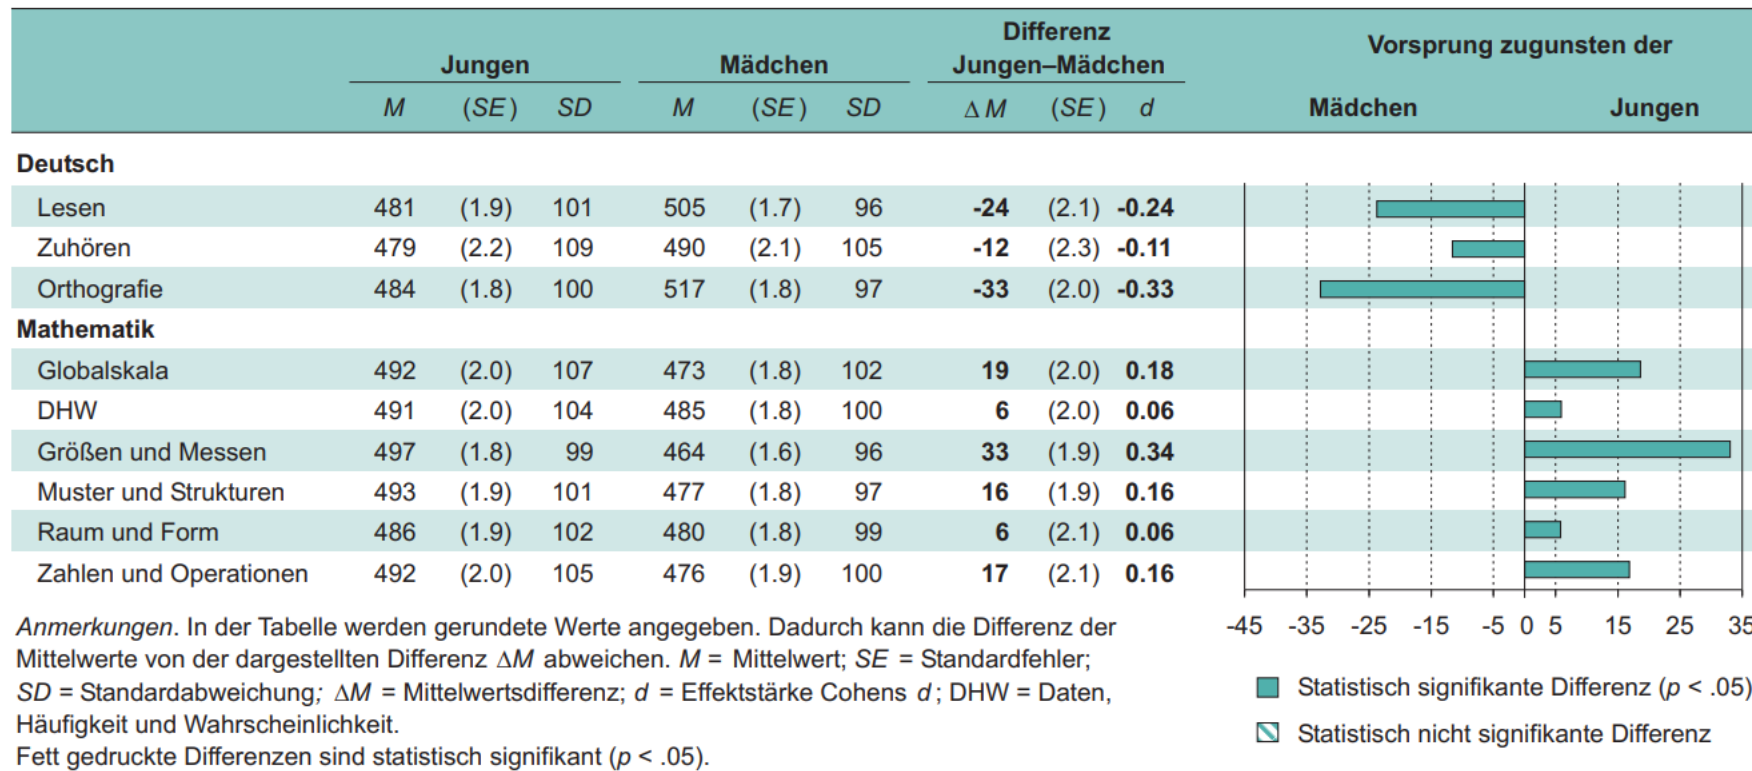 Differenz
Vorsprung zugunsten der
Jungen Mädchen Jungen–Mädchen
M (SE) SD M (SE) SD Δ M (SE) d Mädchen Jungen
Deutsch
Lesen 481 (1.9) 101 505 (1.7) 96 -24 (2.1) -0.24
Zuhören 479 (2.2) 109 490 (2.1) 105 -12 (2.3) -0.11
Orthografie 484 (1.8) 100 517 (1.8) 97 -33 (2.0) -0.33
Mathematik
Globalskala 492 (2.0) 107 473 (1.8) 102 19 (2.0) 0.18
DHW 491 (2.0) 104 485 (1.8) 100 6 (2.0) 0.06
Größen und Messen 497 (1.8) 99 464 (1.6) 96 33 (1.9) 0.34
Muster und Strukturen 493 (1.9) 101 477 (1.8) 97 16 (1.9) 0.16
Raum und Form 486 (1.9) 102 480 (1.8) 99 6 (2.1) 0.06
Zahlen und Operationen 492 (2.0) 105 476 (1.9) 100 17 (2.1) 0.16
-45 -35 -25 -15 -5 0 5 15 25 35
Anmerkungen. In der Tabelle werden gerundete Werte angegeben. Dadurch kann die Differenz der
Mittelwerte von der dargestellten Differenz ΔM abweichen. M = Mittelwert; SE = Standardfehler;
SD = Standardabweichung; ΔM = Mittelwertsdifferenz; d = Effektstärke Cohens d; DHW = Daten,
Häufigkeit und Wahrscheinlichkeit.
Fett gedruckte Differenzen sind statistisch signifikant (p < .05).
Statistisch signifikante Differenz (p < .05)
Statistisch nicht signifikante Differenz